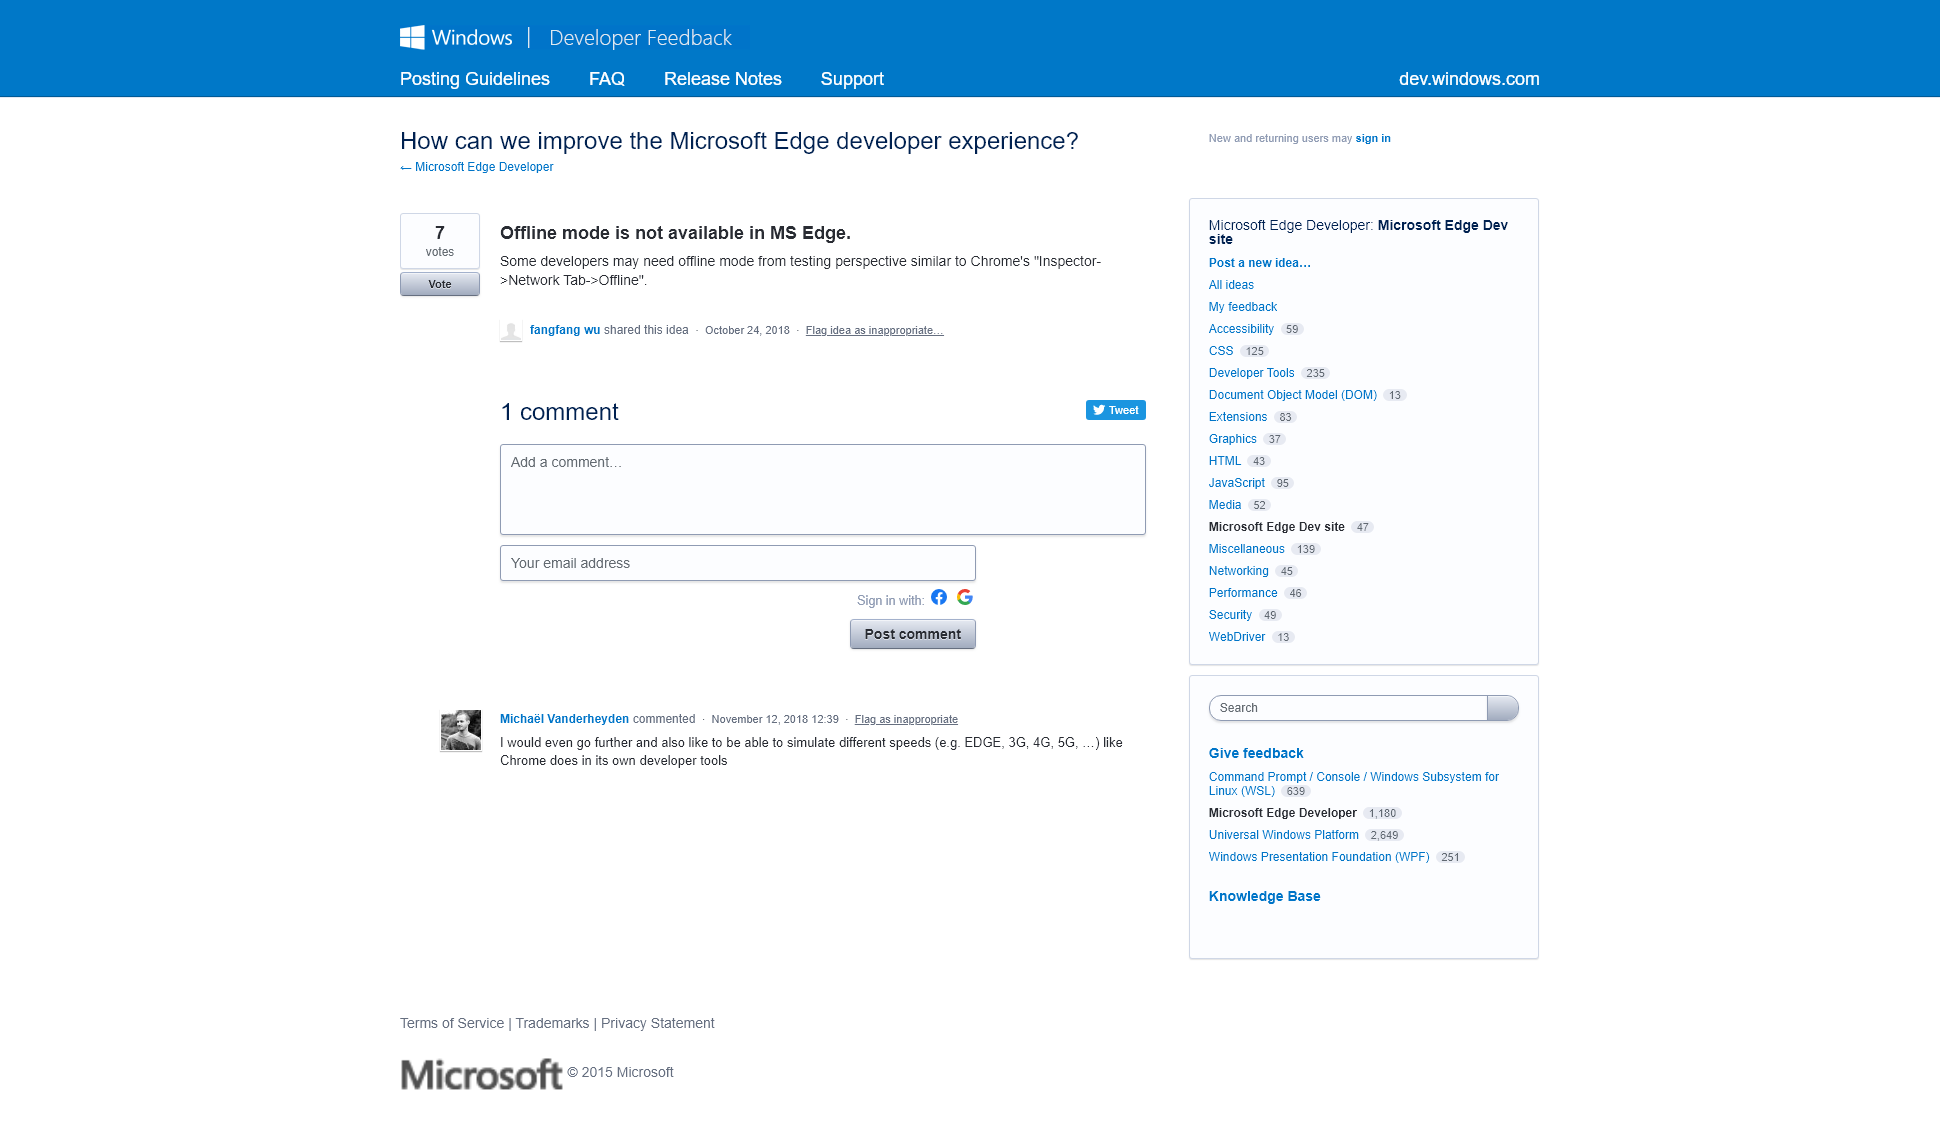 Windows | Developer Feedback
Posting Guidelines FAQ Release Notes Support dev.windows.com
How can we improve the Microsoft Edge developer experience?
← Microsoft Edge Developer
New and returning users may sign in
7
votes
Vote
Offline mode is not available in MS Edge.
Some developers may need offline mode from testing perspective similar to Chrome's "Inspector-
>Network Tab->Offline".
fangfang wu shared this idea · October 24, 2018 · Flag idea as inappropriate…
1 comment
Tweet
Add a comment…
Your email address
Sign in with:
Post comment
Michaël Vanderheyden commented · November 12, 2018 12:39 · Flag as inappropriate
I would even go further and also like to be able to simulate different speeds (e.g. EDGE, 3G, 4G, 5G, …) like
Chrome does in its own developer tools
Microsoft Edge Developer: Microsoft Edge Dev
site
Post a new idea…
All ideas
My feedback
Accessibility 59
CSS 125
Developer Tools 235
Document Object Model (DOM) 13
Extensions 83
Graphics 37
HTML 43
JavaScript 95
Media 52
Microsoft Edge Dev site 47
Miscellaneous 139
Networking 45
Performance 46
Security 49
WebDriver 13
Search
Give feedback
Command Prompt / Console / Windows Subsystem for
Linux (WSL) 639
Microsoft Edge Developer 1,180
Universal Windows Platform 2,649
Windows Presentation Foundation (WPF) 251
Knowledge Base
Terms of Service | Trademarks | Privacy Statement
Microsoft © 2015 Microsoft